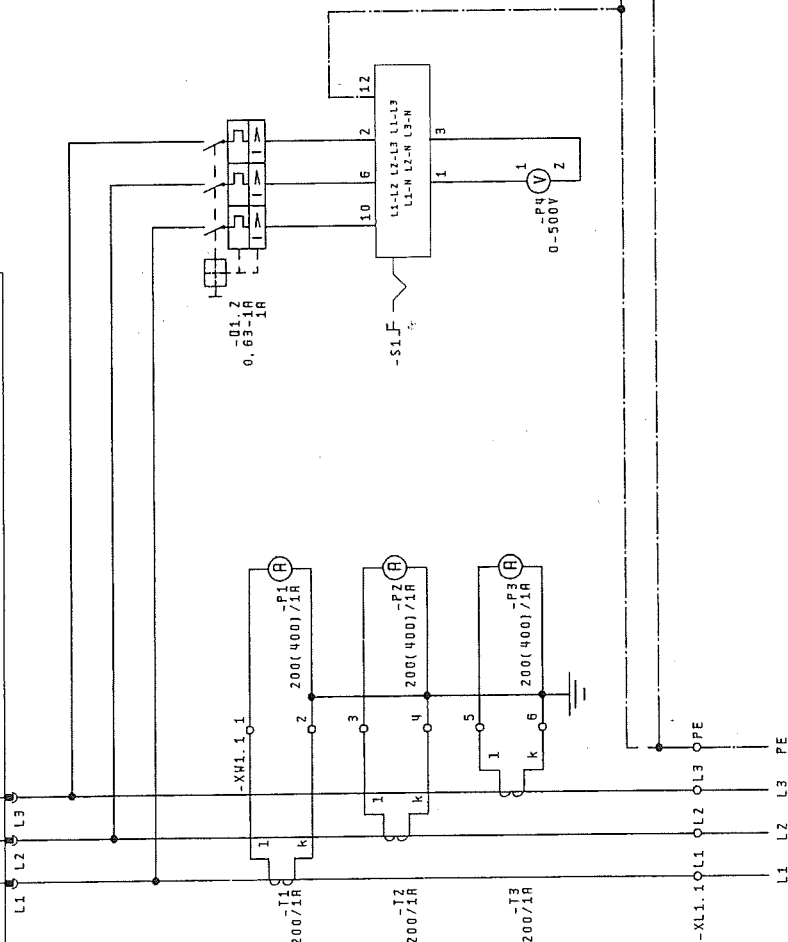 12
2
6
10
L1-L2 L2-L3 L1-L3
L1-N L2-N L3-N
3
1
1
2
V
-P4
0-500V
-Q1.2
0,63-1A
1A
-S1
-XW1.1
1
2
3
4
5
6
A
-P1
200(400)/1A
A
-P2
200(400)/1A
A
-P3
200(400)/1A
l
k
l
k
l
k
-T1
200/1A
-T2
200/1A
-T3
200/1A
L1
L2
L3
-XL1.1
L1
L2
L3
PE
L1
L2
L3
PE